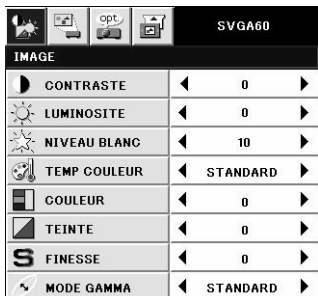 opt.
SVGA60
IMAGE
CONTRASTE 0
LUMINOSITE 0
NIVEAU BLANC 10
TEMP COULEUR STANDARD
COULEUR 0
TEINTE 0
S FINESSE 0
MODE GAMMA STANDARD